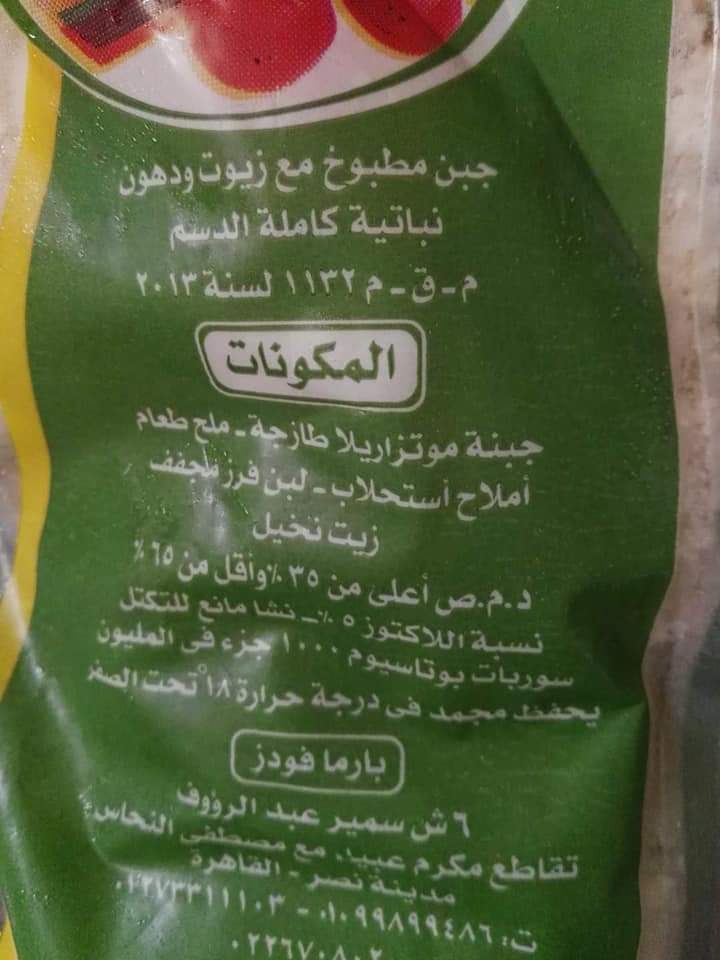 جبن مطبوخ مع زيوت ودهون
نباتية كاملة الدسم
م - ق - م ١١٣٢ لسنة ٢٠١٣
المكونات
جبنة موتزاريلا طازجة - ملح طعام
أملاح أستحلاب - لبن فرز مجفف
زيت نخيل
د.م.ص أعلى من ٣٥ ٪ وأقل من ٦٥ ٪
نسبة اللاكتوز ٥ ٪ - نشا مانع للتكتل
سوربات بوتاسيوم ١٠٠٠ جزء فى المليون
يحفظ مجمد فى درجة حرارة ١٨° تحت الصفر
بارما فودز
٦ ش سمير عبد الرؤوف
تقاطع مكرم عبيد. مع مصطفى النحاس
مدينة نصر - القاهرة
ت: ٠١٠٩٩٨٩٩٤٨٦ - ٠٢٢٧٣٣١١١٠٣
٠٢٢٦٧٠٨٠٢